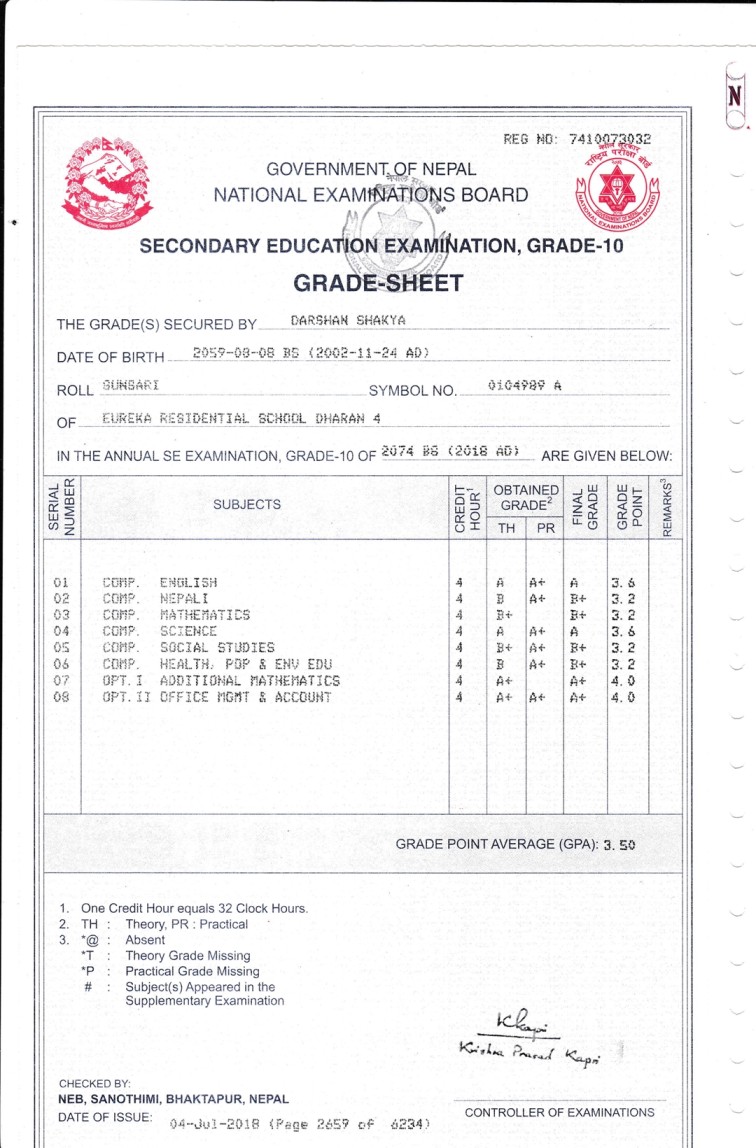 N
REG NO: 7410073032
नेपाल सरकार
राष्ट्रिय परीक्षा बोर्ड
NATIONAL EXAMINATIONS BOARD
GOVERNMENT OF NEPAL
NATIONAL EXAMINATIONS BOARD
SECONDARY EDUCATION EXAMINATION, GRADE-10
GRADE-SHEET
THE GRADE(S) SECURED BY DARSHAN SHAKYA
DATE OF BIRTH 2059-08-08 BS (2002-11-24 AD)
ROLL SUNSARI SYMBOL NO. 0104989 A
OF EUREKA RESIDENTIAL SCHOOL DHARAN 4
IN THE ANNUAL SE EXAMINATION, GRADE-10 OF 2074 BS (2018 AD) ARE GIVEN BELOW:
SERIAL NUMBER SUBJECTS CREDIT HOUR1 OBTAINED GRADE2 FINAL GRADE GRADE POINT REMARKS3
TH PR
01 COMP. ENGLISH 4 A A+ A 3.6
02 COMP. NEPALI 4 B A+ B+ 3.2
03 COMP. MATHEMATICS 4 B+ B+ 3.2
04 COMP. SCIENCE 4 A A+ A 3.6
05 COMP. SOCIAL STUDIES 4 B+ A+ B+ 3.2
06 COMP. HEALTH, POP & ENV EDU 4 B A+ B+ 3.2
07 OPT. I ADDITIONAL MATHEMATICS 4 A+ A+ 4.0
08 OPT. II OFFICE MGMT & ACCOUNT 4 A+ A+ A+ 4.0
GRADE POINT AVERAGE (GPA): 3.50
1. One Credit Hour equals 32 Clock Hours.
2. TH : Theory, PR : Practical
3. *@ : Absent
*T : Theory Grade Missing
*P : Practical Grade Missing
# : Subject(s) Appeared in the
Supplementary Examination
Kkapri
Krishna Prasad Kapri
CHECKED BY:
NEB, SANOTHIMI, BHAKTAPUR, NEPAL
DATE OF ISSUE: 04-Jul-2018 (Page 2659 of 6234)
CONTROLLER OF EXAMINATIONS